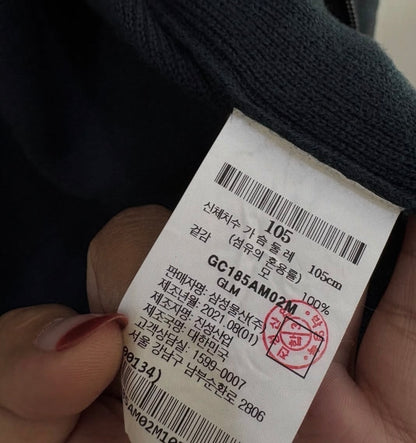 105
신체치수 가슴둘레 105cm
(섬유의 혼용률)
겉감 모 100%
GC185AM02M
GLM
판매자명: 삼성물산(주)
제조년월: 2021.08(01)
제조자명: 진성산업
제조국명: 대한민국
고객상담실: 1599-0007
서울 강남구 남부순환로 2806
00134)
-AM02M10